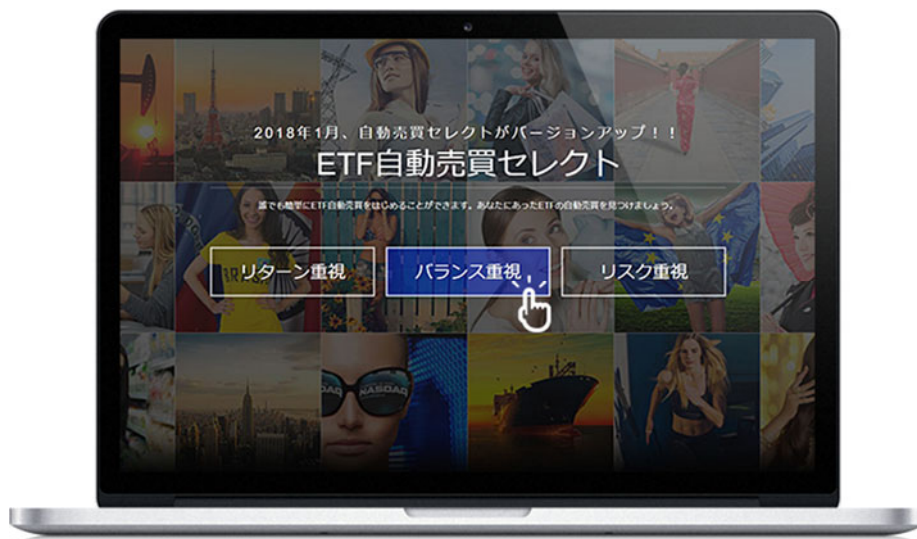 2018年1月、自動売買セレクトがバージョンアップ！！
ETF自動売買セレクト
誰でも簡単にETF自動売買をはじめることができます。あなたにあったETFの自動売買を見つけましょう。
リターン重視
バランス重視
リスク重視
BRASIL
NASDAQ